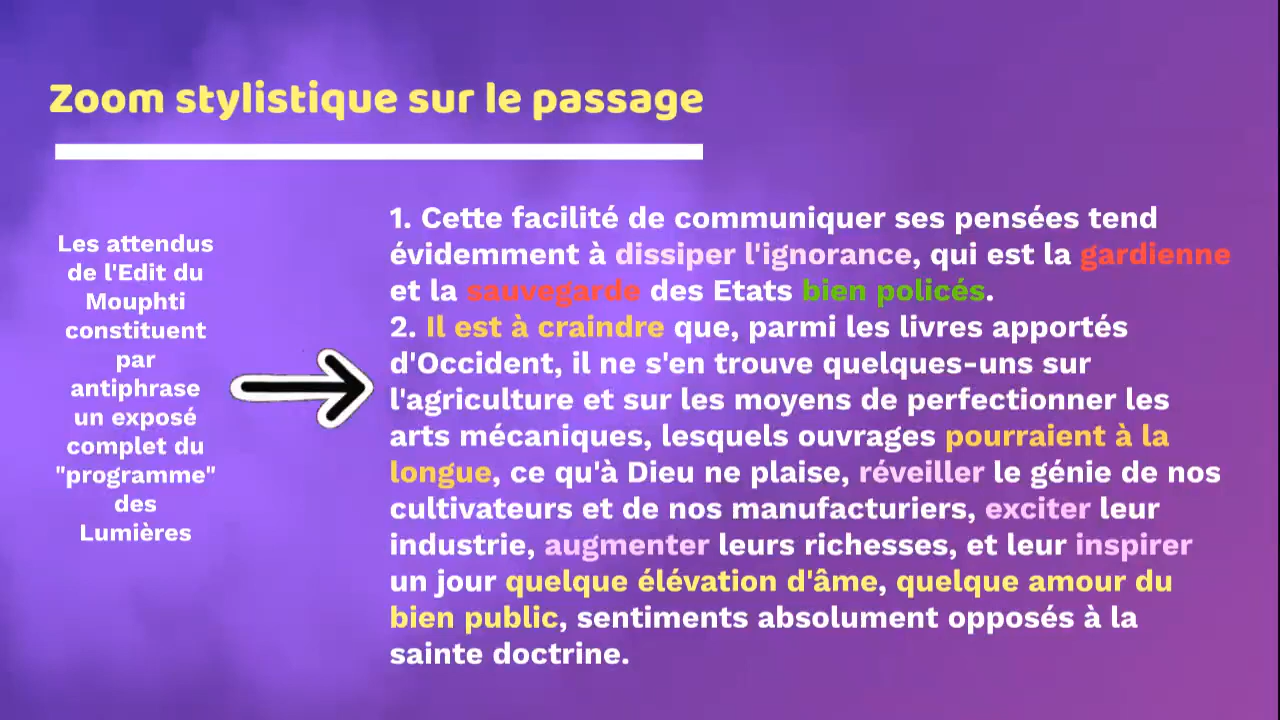 Zoom stylistique sur le passage
Les attendus
de l'Edit du
Mouphti
constituent
par
antiphrase
un exposé
complet du
"programme"
des
Lumières
1. Cette facilité de communiquer ses pensées tend
évidemment à dissiper l'ignorance, qui est la gardienne
et la sauvegarde des Etats bien policés.
2. Il est à craindre que, parmi les livres apportés
d'Occident, il ne s'en trouve quelques-uns sur
l'agriculture et sur les moyens de perfectionner les
arts mécaniques, lesquels ouvrages pourraient à la
longue, ce qu'à Dieu ne plaise, réveiller le génie de nos
cultivateurs et de nos manufacturiers, exciter leur
industrie, augmenter leurs richesses, et leur inspirer
un jour quelque élévation d'âme, quelque amour du
bien public, sentiments absolument opposés à la
sainte doctrine.